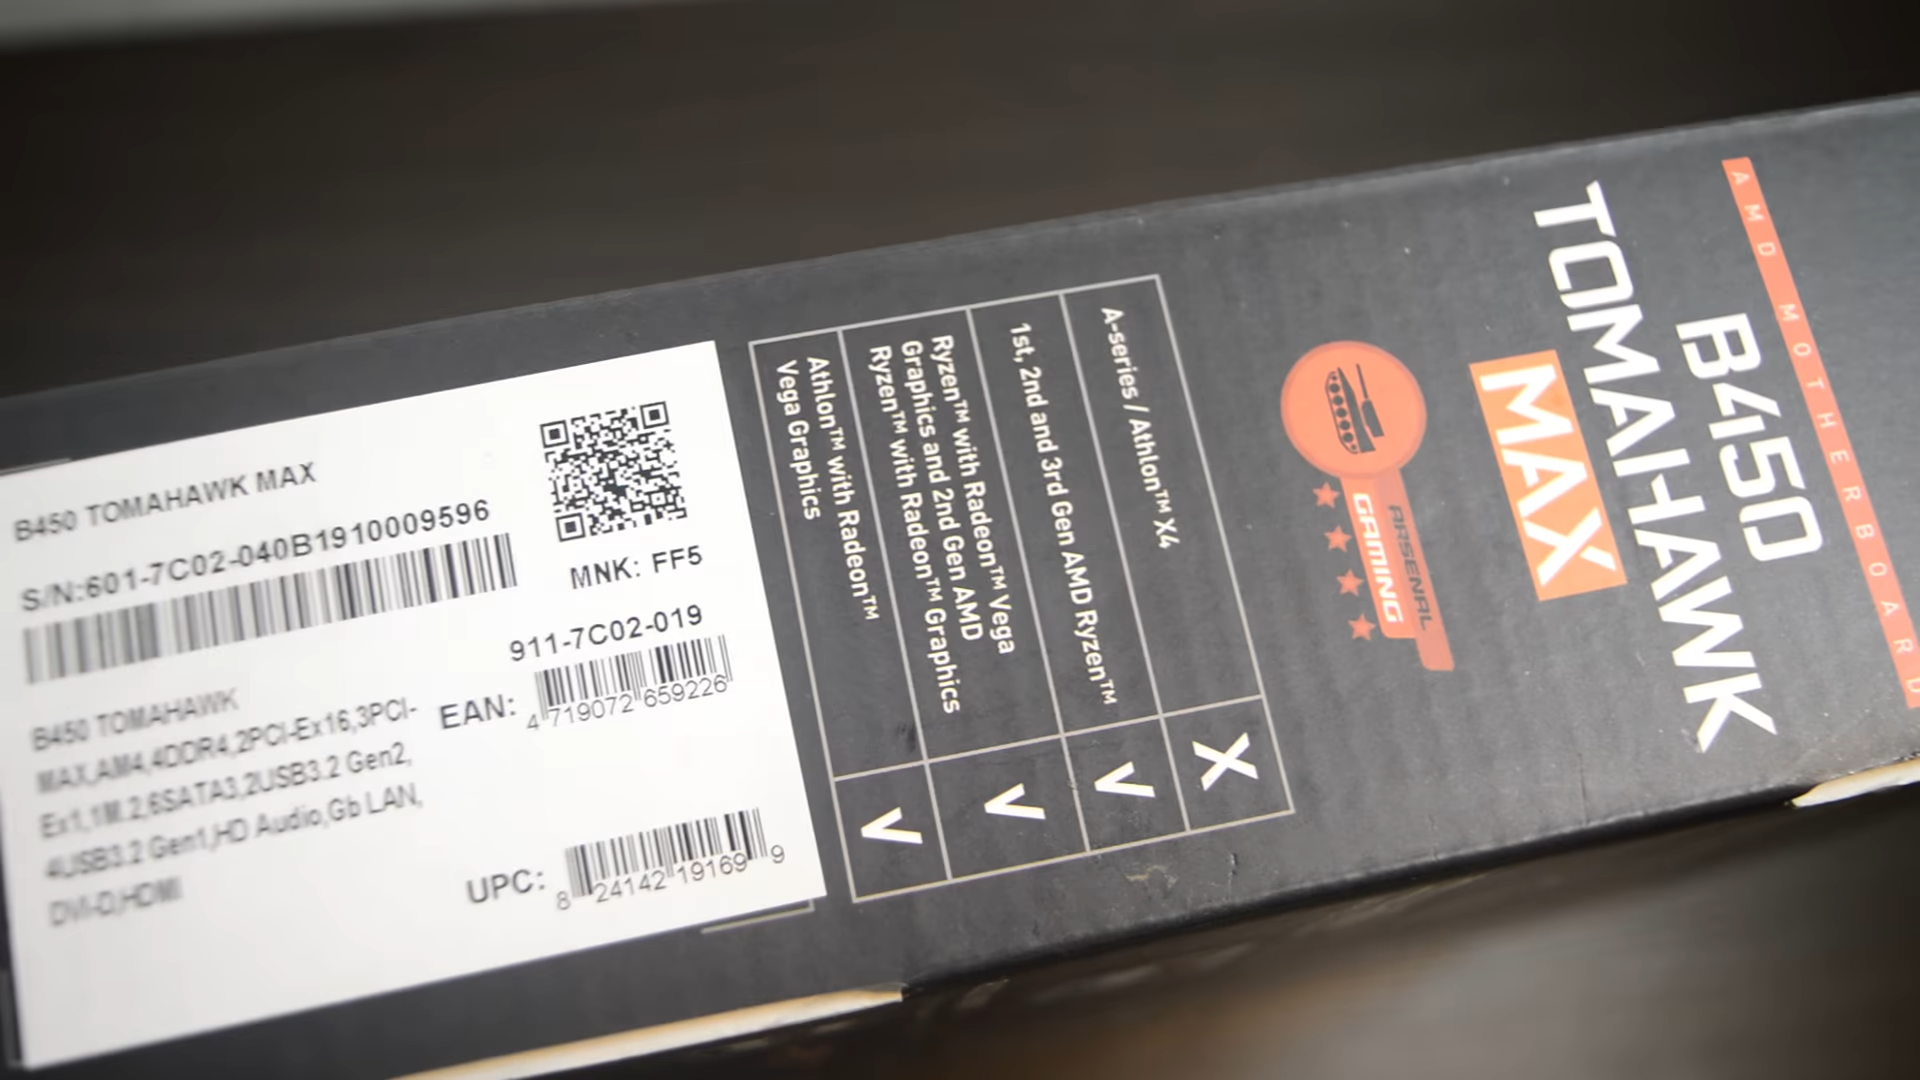 B450 TOMAHAWK MAX
S/N:601-7C02-040B1910009596
MNK: FF5
911-7C02-019
EAN:
4 719072 659226
B450 TOMAHAWK
MAX,AM4,4DDR4,2PCI-Ex16,3PCI-
Ex1,1M.2,6SATA3,2USB3.2 Gen2,
4USB3.2 Gen1,HD Audio,Gb LAN,
DVI-D,HDMI
UPC:
8 24142 19169 9
A-series / Athlon™ X4
X
1st, 2nd and 3rd Gen AMD Ryzen™
V
Ryzen™ with Radeon™ Vega
Graphics and 2nd Gen AMD
Ryzen™ with Radeon™ Graphics
V
Athlon™ with Radeon™
Vega Graphics
V
ARSENAL
GAMING
AMD MOTHERBOARD
B450
TOMAHAWK
MAX